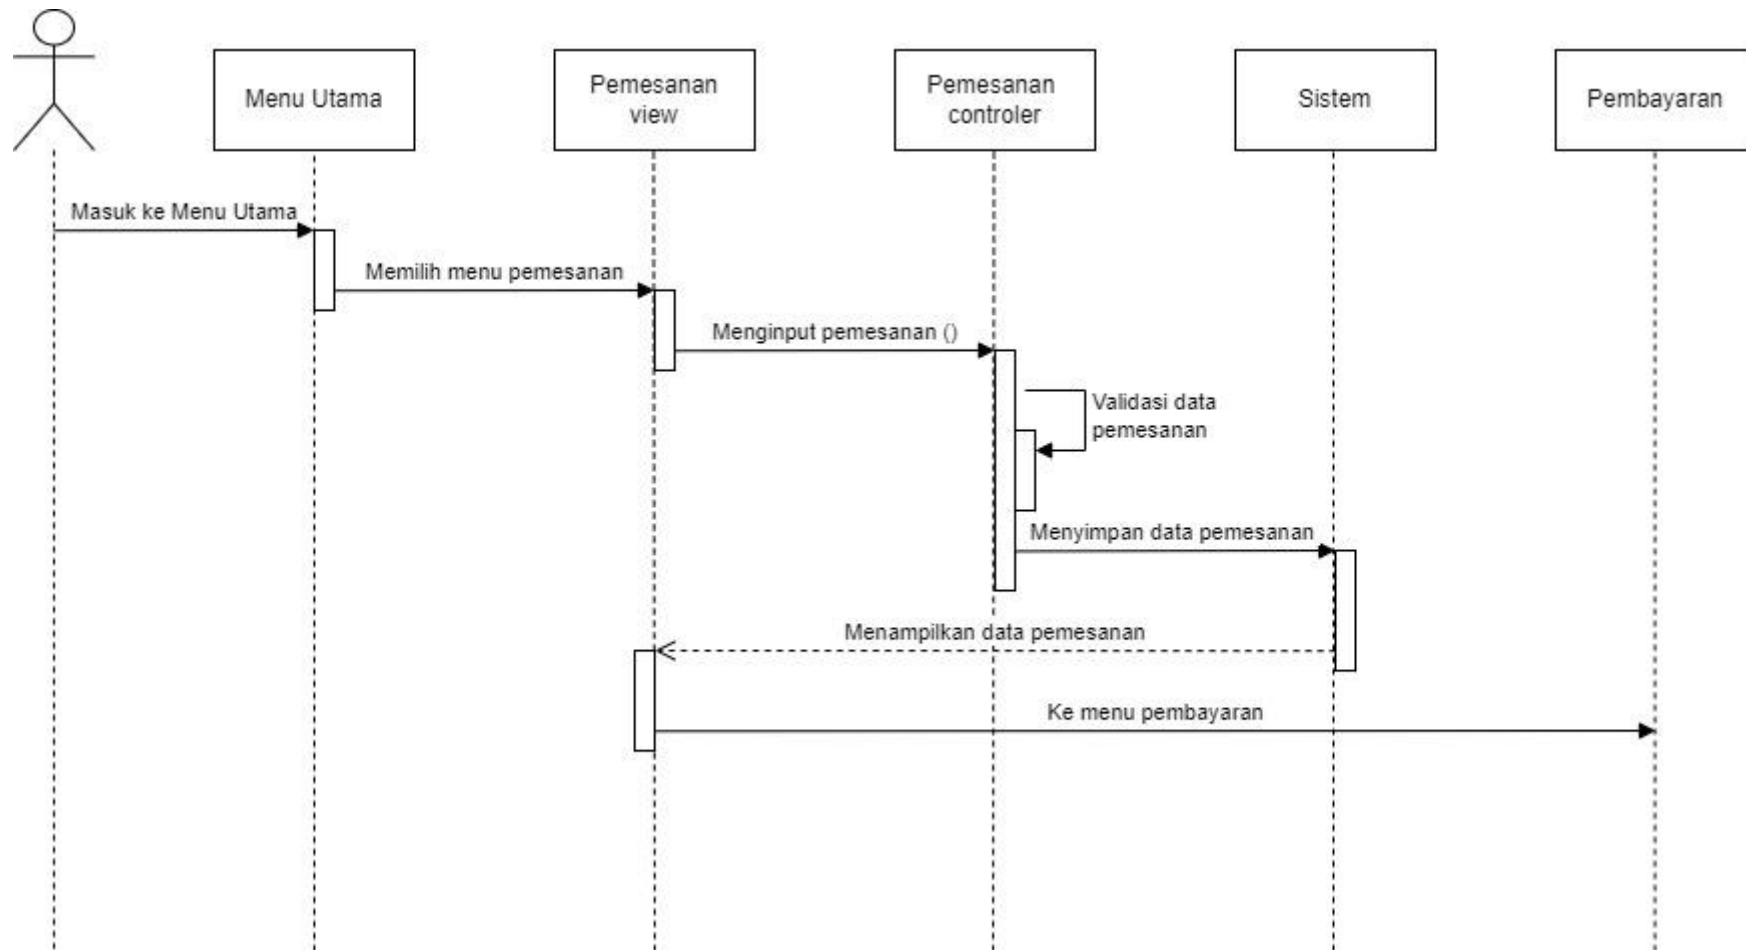 Menu Utama
Pemesanan
view
Pemesanan
controler
Sistem
Pembayaran
Masuk ke Menu Utama
Memilih menu pemesanan
Menginput pemesanan ()
Validasi data
pemesanan
Menyimpan data pemesanan
Menampilkan data pemesanan
Ke menu pembayaran